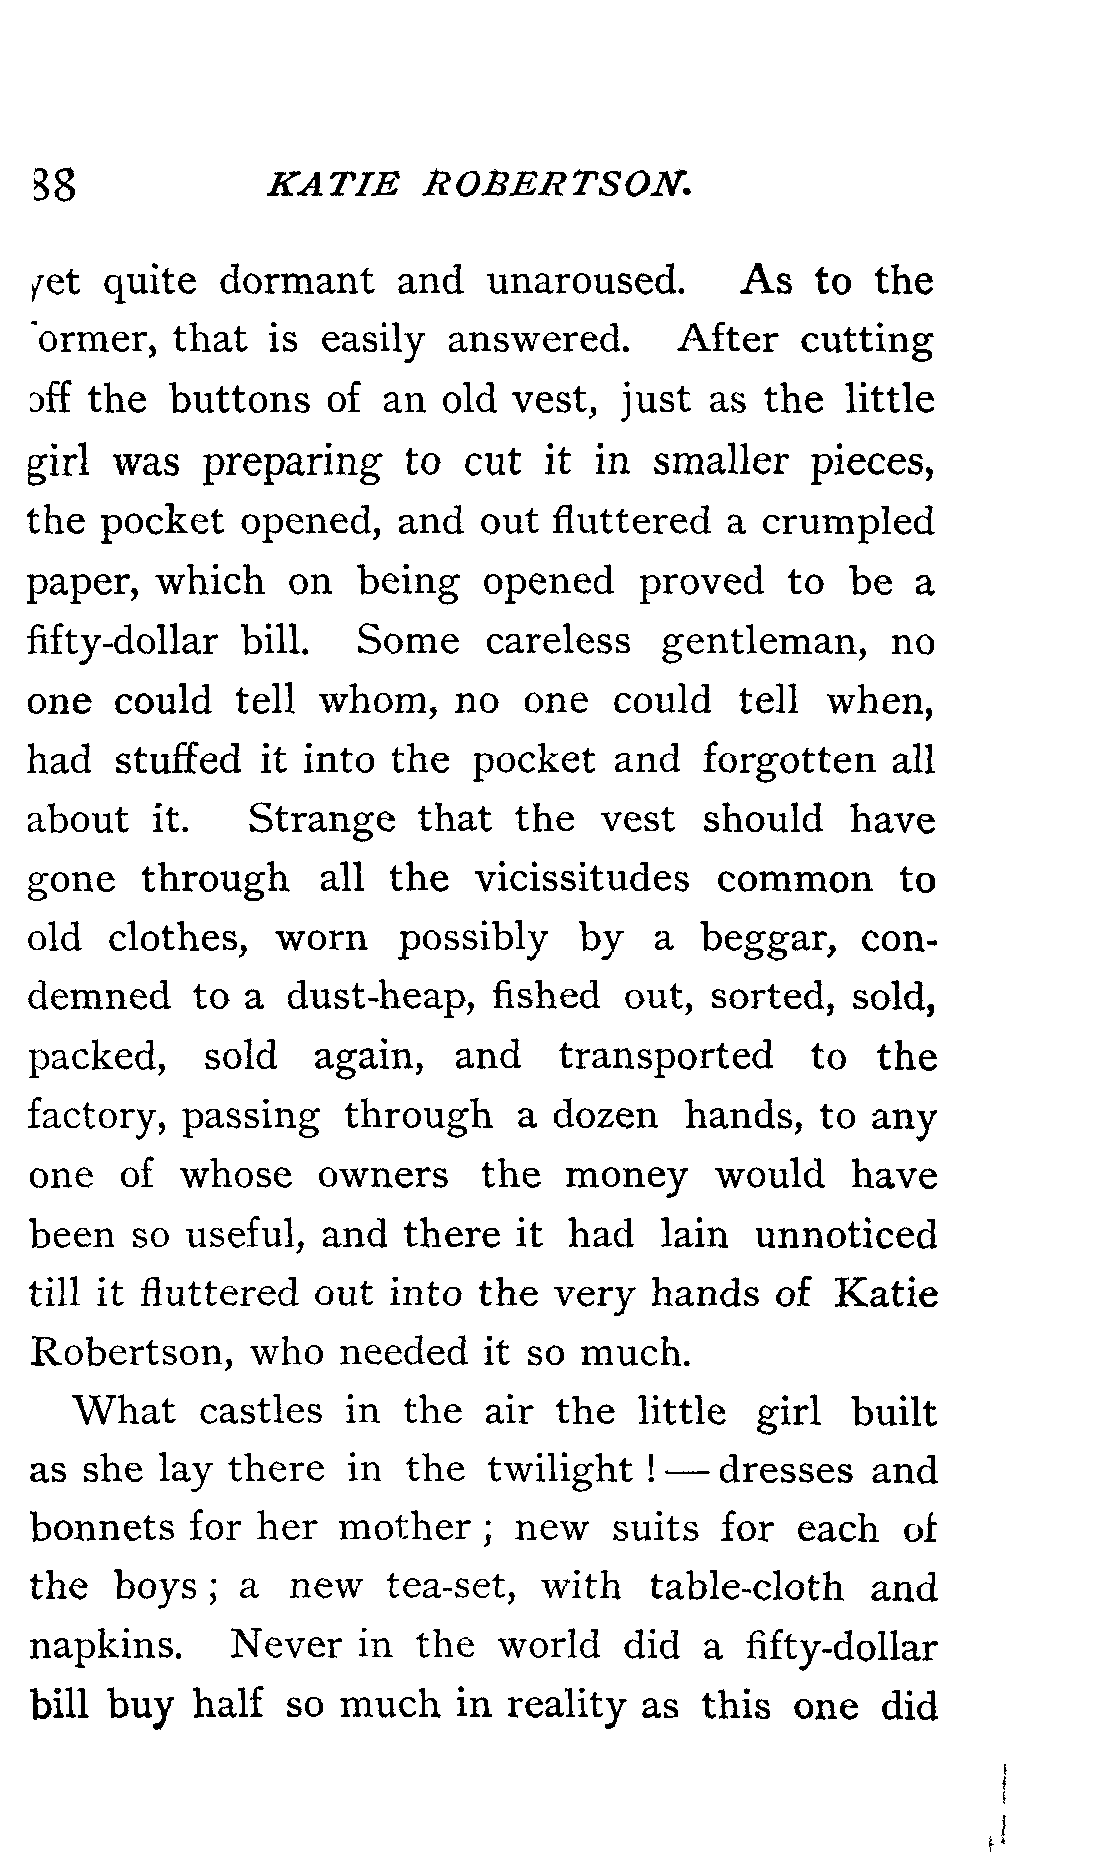 88 KATIE ROBERTSON.
yet quite dormant and unaroused. As to the
former, that is easily answered. After cutting
off the buttons of an old vest, just as the little
girl was preparing to cut it in smaller pieces,
the pocket opened, and out fluttered a crumpled
paper, which on being opened proved to be a
fifty-dollar bill. Some careless gentleman, no
one could tell whom, no one could tell when,
had stuffed it into the pocket and forgotten all
about it. Strange that the vest should have
gone through all the vicissitudes common to
old clothes, worn possibly by a beggar, con-
demned to a dust-heap, fished out, sorted, sold,
packed, sold again, and transported to the
factory, passing through a dozen hands, to any
one of whose owners the money would have
been so useful, and there it had lain unnoticed
till it fluttered out into the very hands of Katie
Robertson, who needed it so much.
What castles in the air the little girl built
as she lay there in the twilight ! — dresses and
bonnets for her mother ; new suits for each of
the boys ; a new tea-set, with table-cloth and
napkins. Never in the world did a fifty-dollar
bill buy half so much in reality as this one did